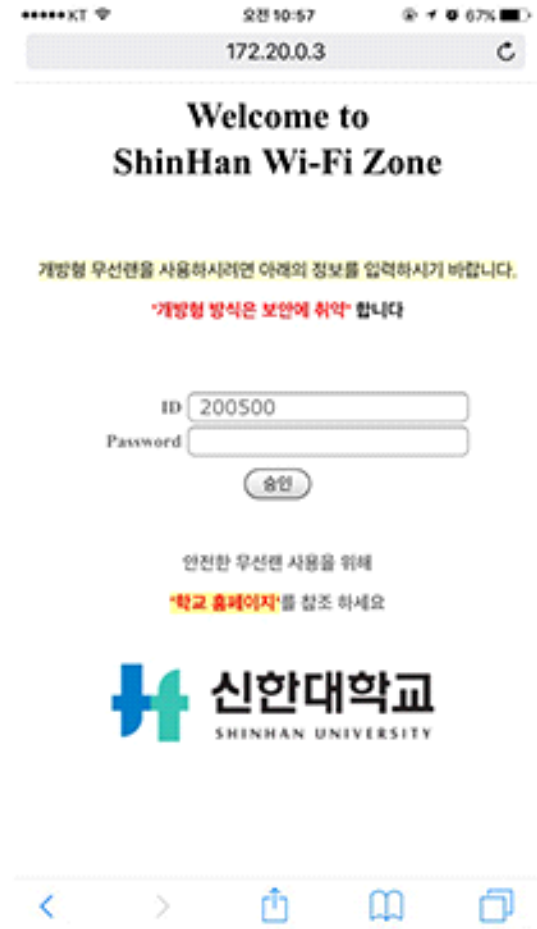 KT 오전 10:57 67%
172.20.0.3
Welcome to
ShinHan Wi-Fi Zone
개방형 무선랜을 사용하시려면 아래의 정보를 입력하시기 바랍니다.
"개방형 방식은 보안에 취약" 합니다
ID 200500
Password
승인
안전한 무선랜 사용을 위해
"학교 홈페이지"를 참조 하세요
신한대학교
SHINHAN UNIVERSITY